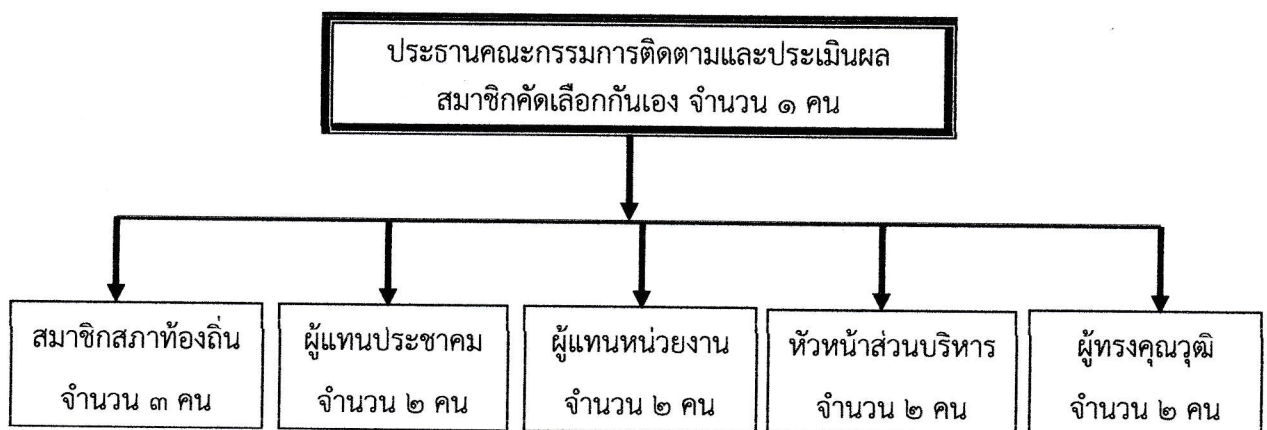 ประธานคณะกรรมการติดตามและประเมินผล
สมาชิกคัดเลือกกันเอง จำนวน ๑ คน
สมาชิกสภาท้องถิ่น
จำนวน ๓ คน
ผู้แทนประชาคม
จำนวน ๒ คน
ผู้แทนหน่วยงาน
จำนวน ๒ คน
หัวหน้าส่วนบริหาร
จำนวน ๒ คน
ผู้ทรงคุณวุฒิ
จำนวน ๒ คน